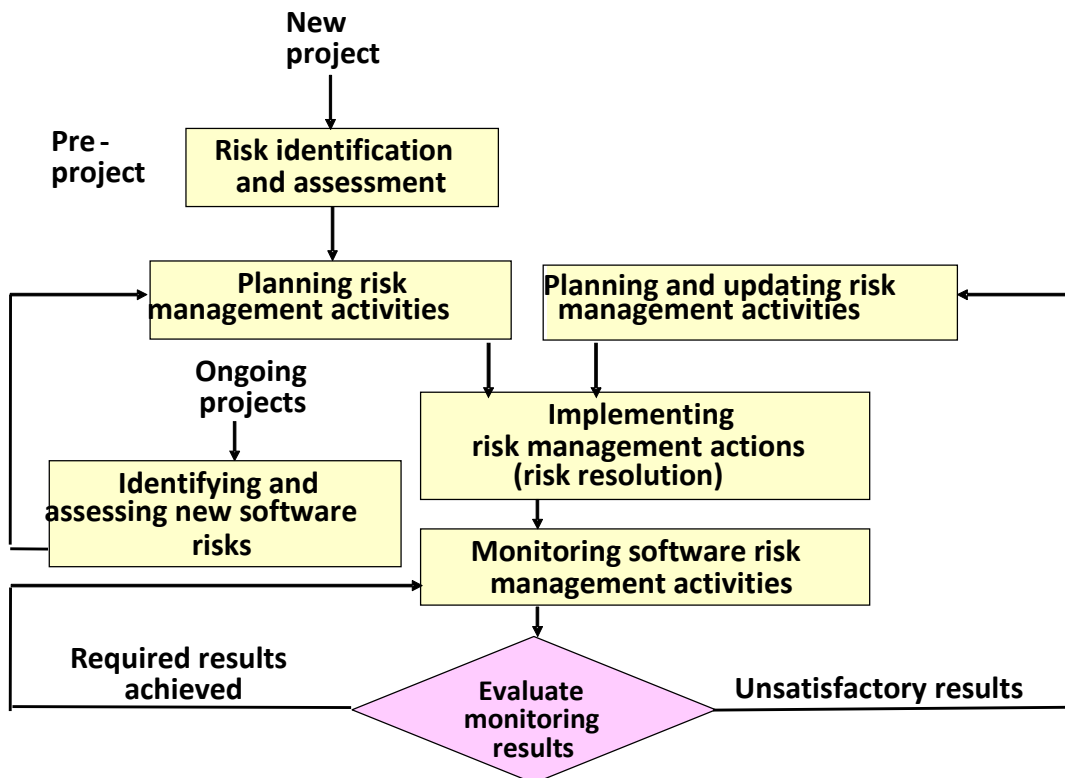 New
project
Pre-
project
Risk identification
and assessment
Planning risk
management activities
Planning and updating risk
management activities
Ongoing
projects
Implementing
risk management actions
(risk resolution)
Identifying and
assessing new software
risks
Monitoring software risk
management activities
Required results
achieved
Evaluate
monitoring
results
Unsatisfactory results